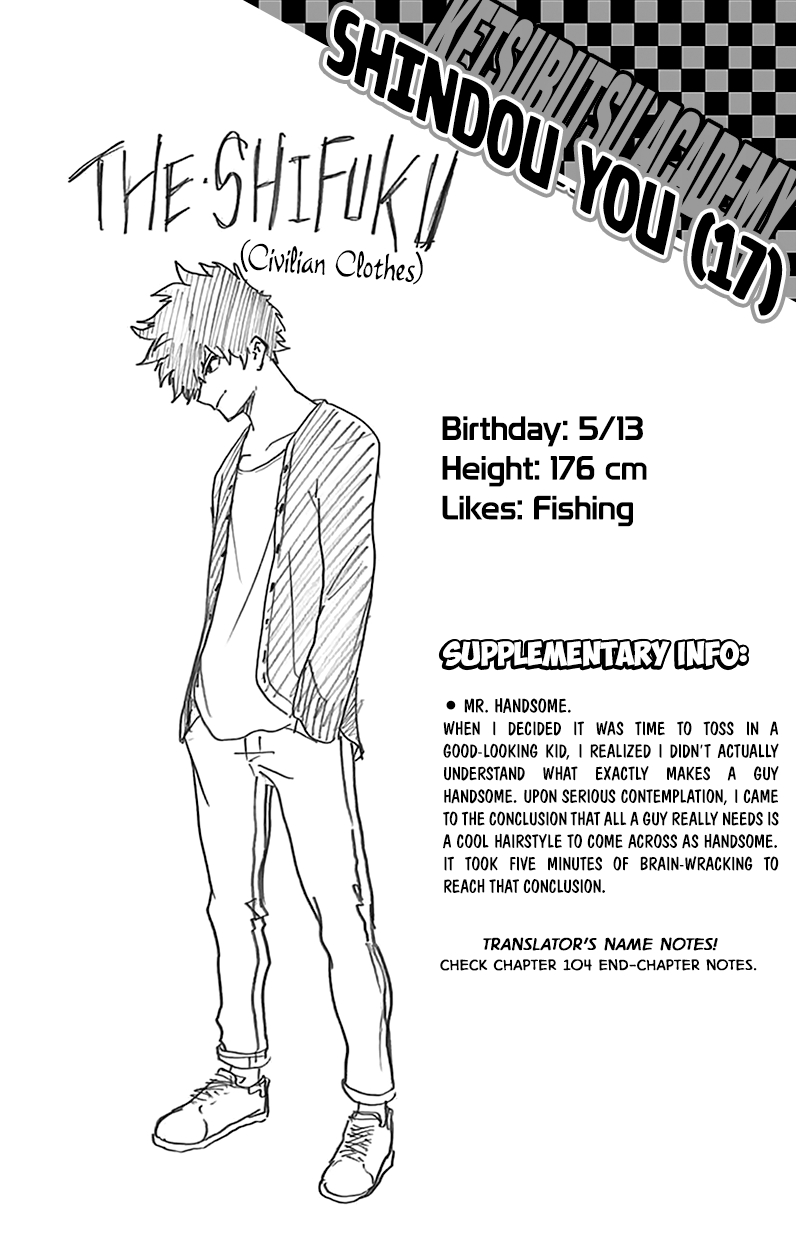 KETSUBUTSU ACADEMY
SHINDOU YOU (17)
THE·SHIFUKU
(Civilian Clothes)
Birthday: 5/13
Height: 176 cm
Likes: Fishing
SUPPLEMENTARY INFO:
• MR. HANDSOME.
WHEN I DECIDED IT WAS TIME TO TOSS IN A
GOOD-LOOKING KID, I REALIZED I DIDN'T ACTUALLY
UNDERSTAND WHAT EXACTLY MAKES A GUY
HANDSOME. UPON SERIOUS CONTEMPLATION, I CAME
TO THE CONCLUSION THAT ALL A GUY REALLY NEEDS IS
A COOL HAIRSTYLE TO COME ACROSS AS HANDSOME.
IT TOOK FIVE MINUTES OF BRAIN-WRACKING TO
REACH THAT CONCLUSION.
TRANSLATOR'S NAME NOTES!
CHECK CHAPTER 104 END-CHAPTER NOTES.